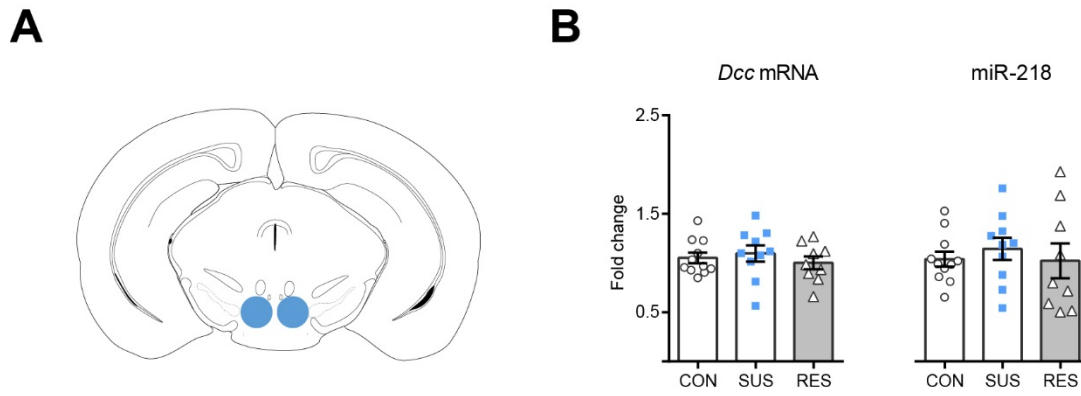 A
B
Dcc mRNA
miR-218
Fold change
2.5
1.5
0.5
CON SUS RES
CON SUS RES